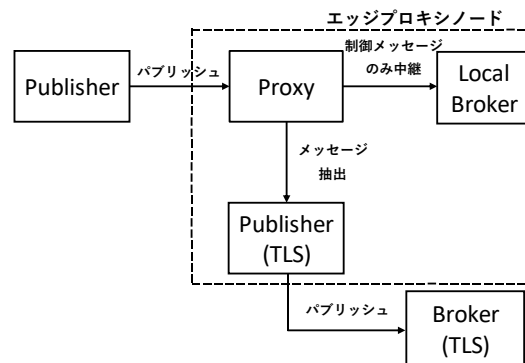 エッジプロキシノード
Publisher
パブリッシュ
Proxy
制御メッセージ
のみ中継
Local
Broker
メッセージ
抽出
Publisher
(TLS)
パブリッシュ
Broker
(TLS)